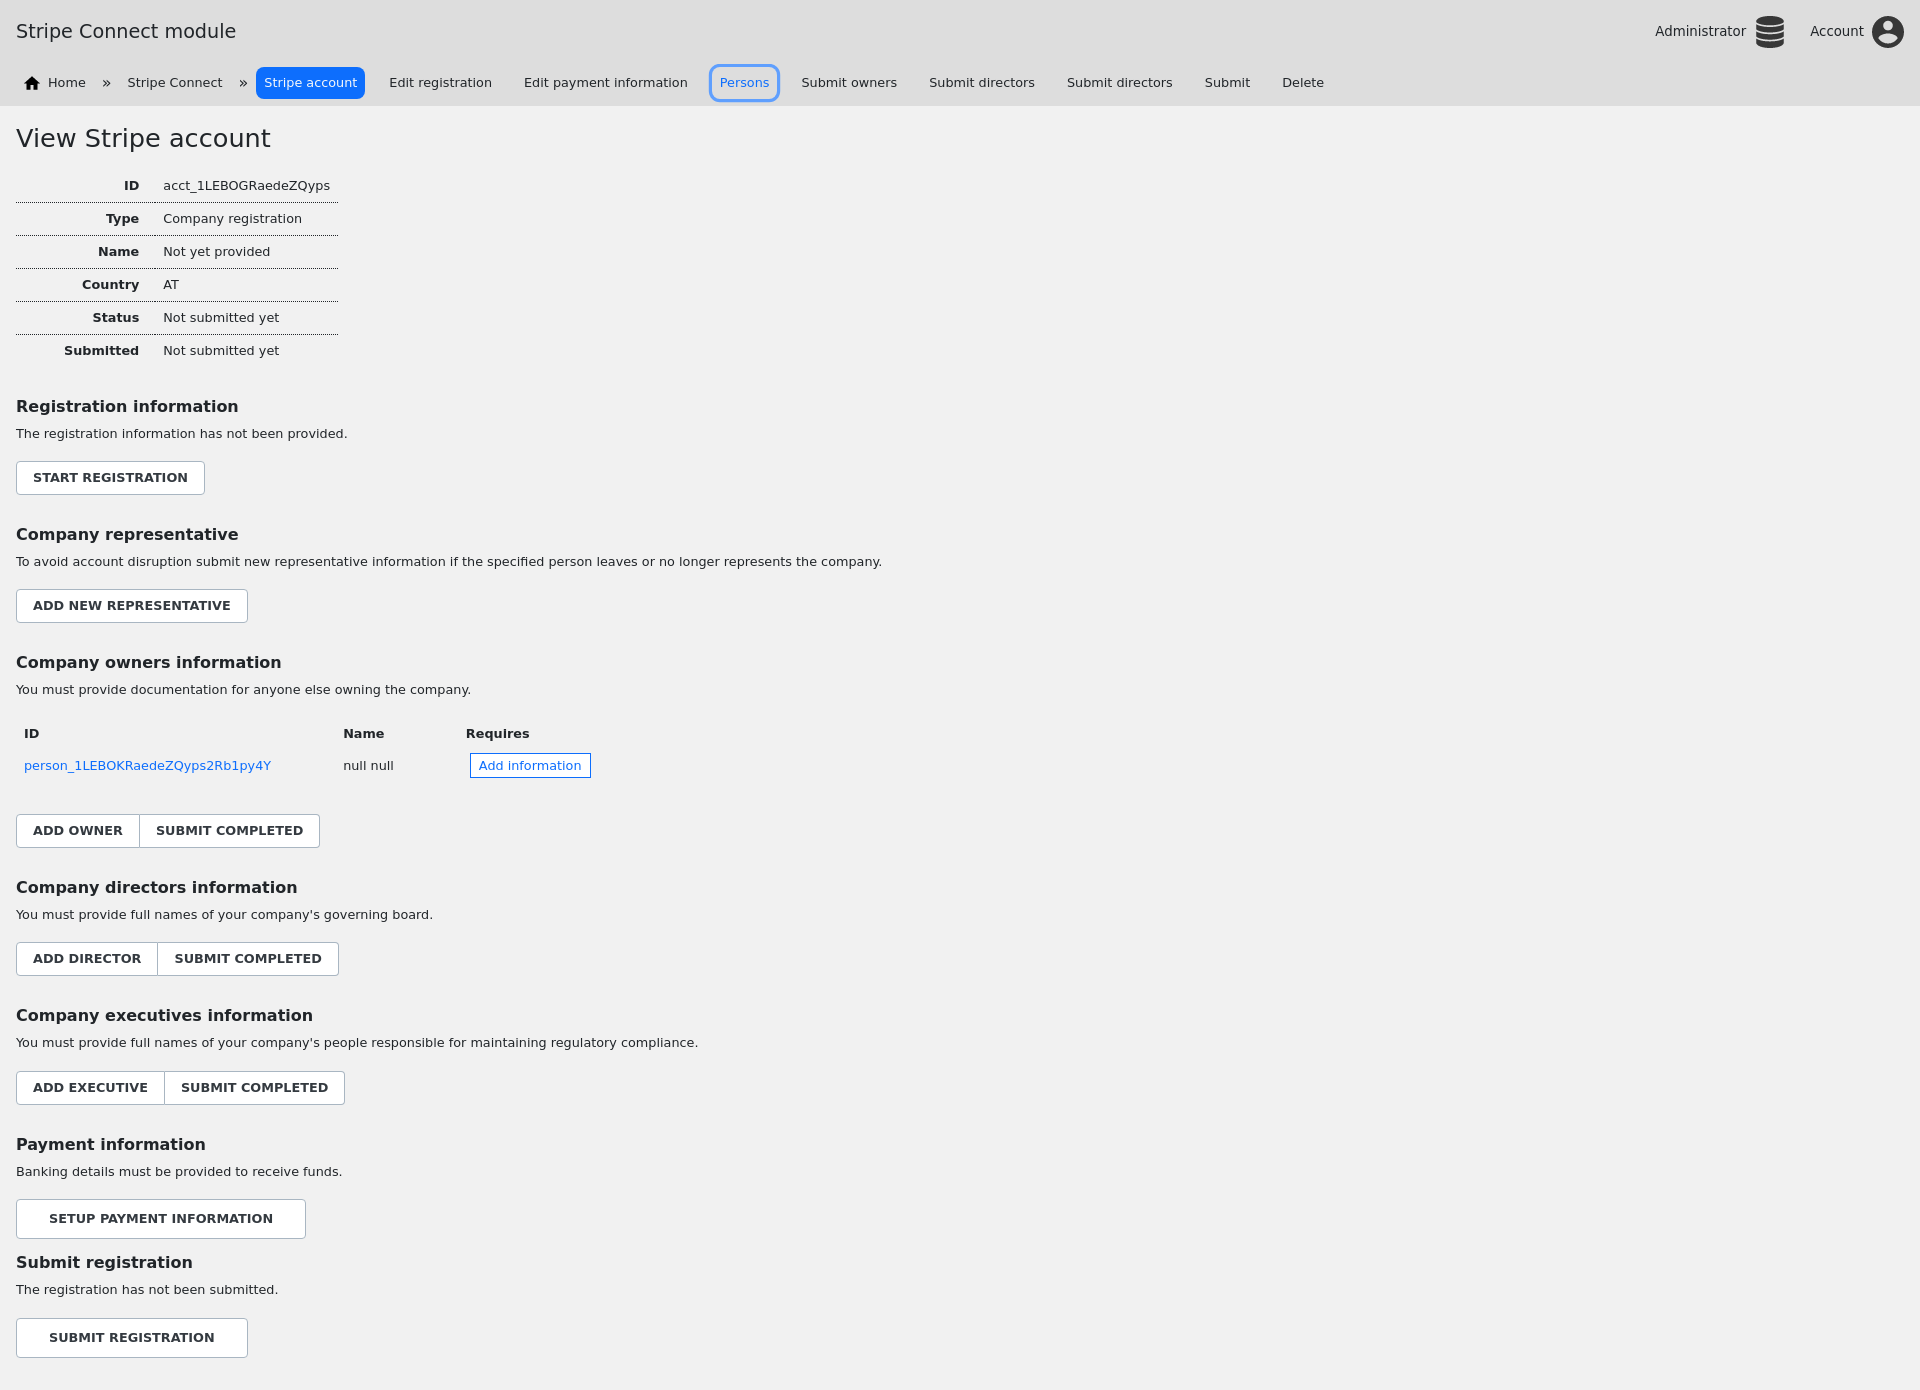 Stripe Connect module
Administrator
Account
Home » Stripe Connect » Stripe account Edit registration Edit payment information Persons Submit owners Submit directors Submit directors Submit Delete
View Stripe account
ID acct_1LEBOGRaedeZQyps
Type Company registration
Name Not yet provided
Country AT
Status Not submitted yet
Submitted Not submitted yet
Registration information
The registration information has not been provided.
START REGISTRATION
Company representative
To avoid account disruption submit new representative information if the specified person leaves or no longer represents the company.
ADD NEW REPRESENTATIVE
Company owners information
You must provide documentation for anyone else owning the company.
ID Name Requires
person_1LEBOKRaedeZQyps2Rb1py4Y null null Add information
ADD OWNER SUBMIT COMPLETED
Company directors information
You must provide full names of your company's governing board.
ADD DIRECTOR SUBMIT COMPLETED
Company executives information
You must provide full names of your company's people responsible for maintaining regulatory compliance.
ADD EXECUTIVE SUBMIT COMPLETED
Payment information
Banking details must be provided to receive funds.
SETUP PAYMENT INFORMATION
Submit registration
The registration has not been submitted.
SUBMIT REGISTRATION